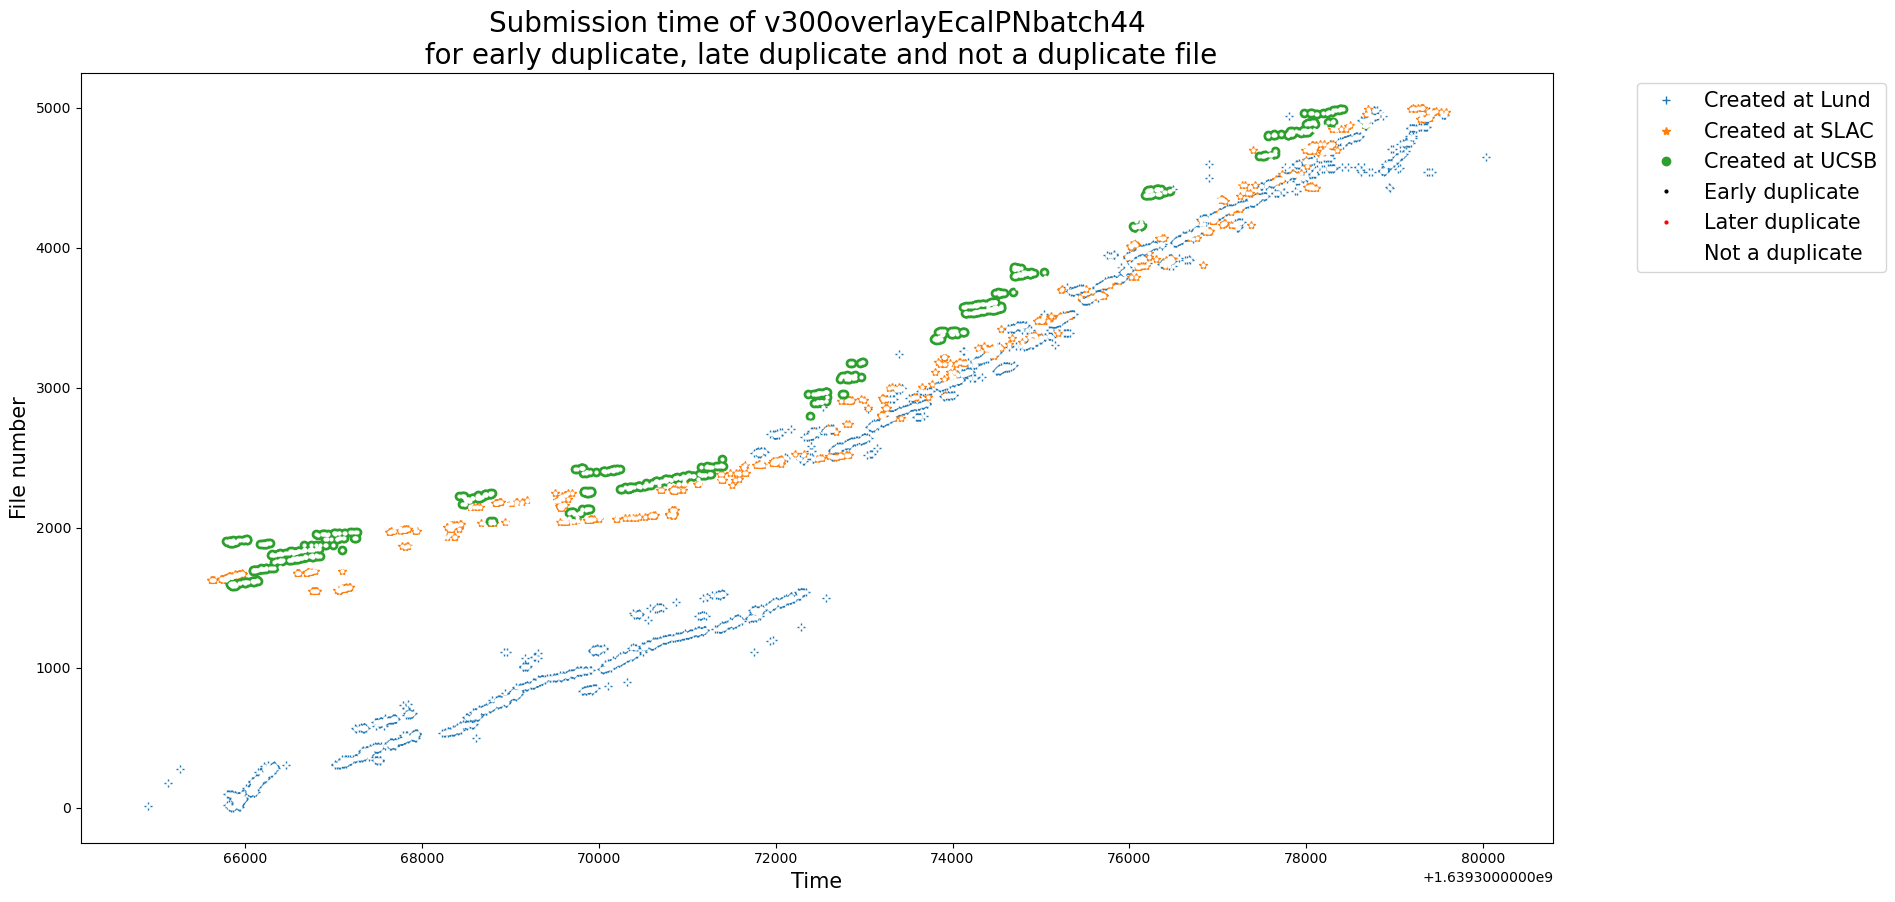 Submission time of v300overlayEcalPNbatch44
for early duplicate, late duplicate and not a duplicate file
Created at Lund
Created at SLAC
Created at UCSB
Early duplicate
Later duplicate
Not a duplicate
File number
5000
4000
3000
2000
1000
0
66000
68000
70000
72000
74000
76000
78000
80000
Time
+1.6393000000e9